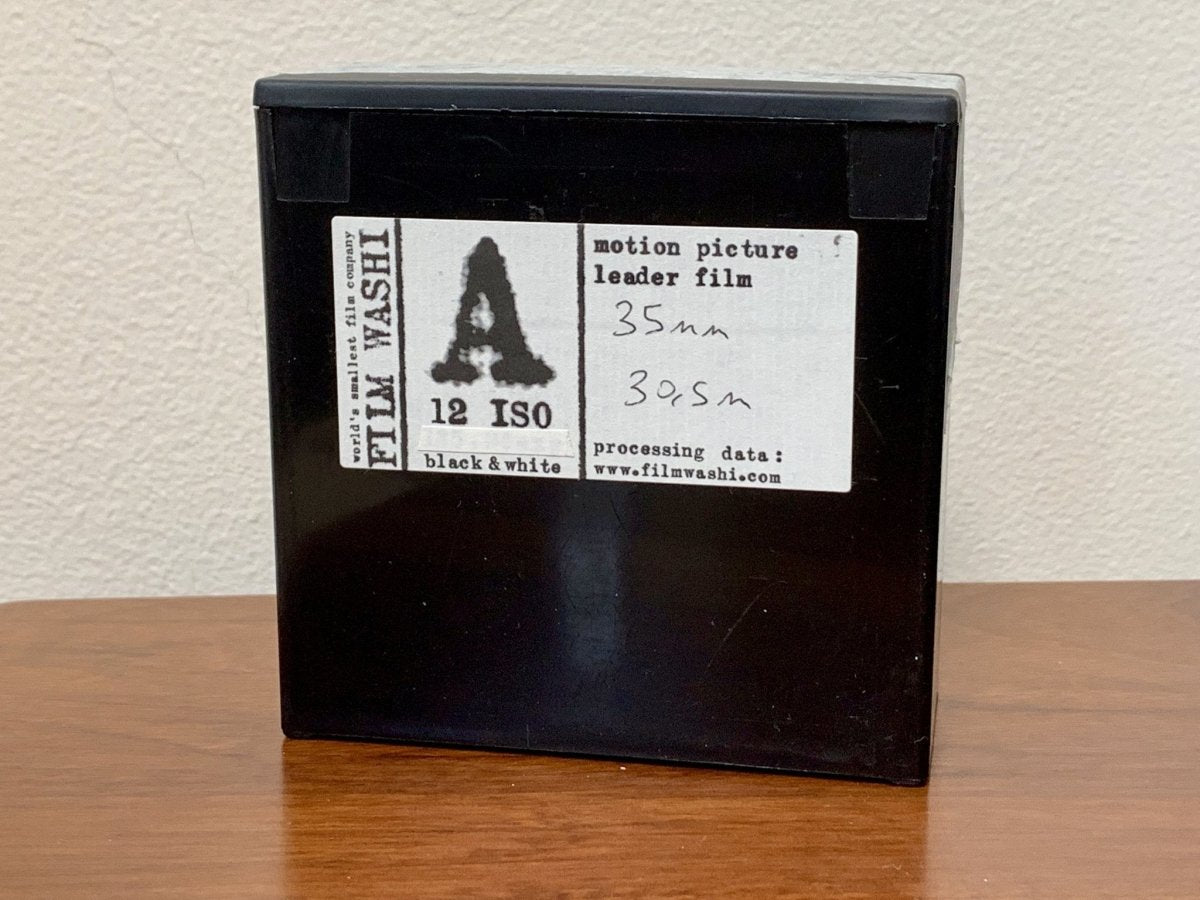 world's smallest film company
FILM WASHI
A
12 ISO
black & white
motion picture
leader film
35mm
30,5m
processing data:
www.filmwashi.com